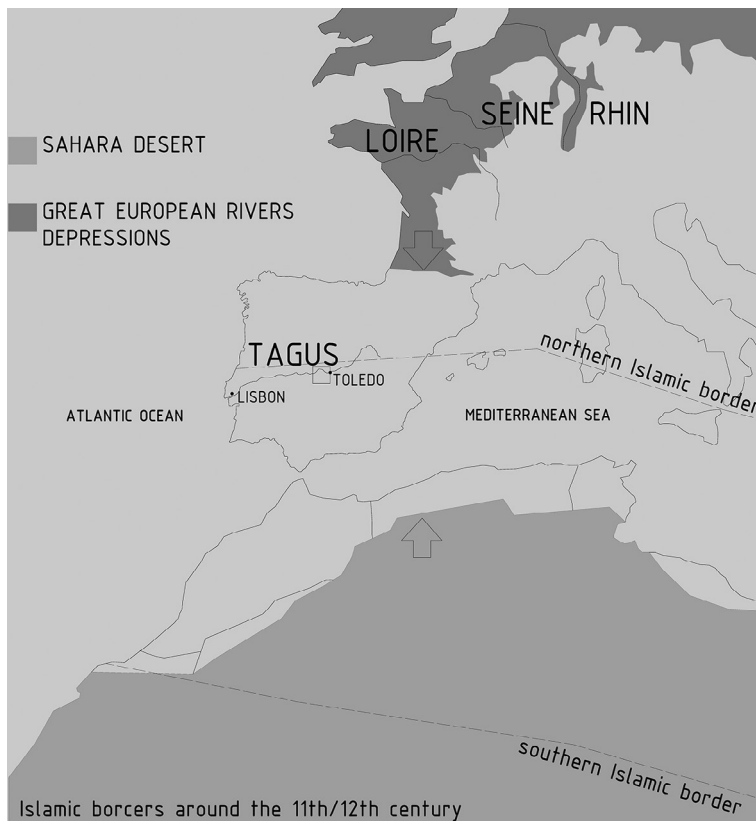 SEINE
RHIN
LOIRE
SAHARA DESERT
GREAT EUROPEAN RIVERS
DEPRESSIONS
TAGUS
northern Islamic border
TOLEDO
LISBON
ATLANTIC OCEAN
MEDITERRANEAN SEA
southern Islamic border
Islamic borcers around the 11th/12th century